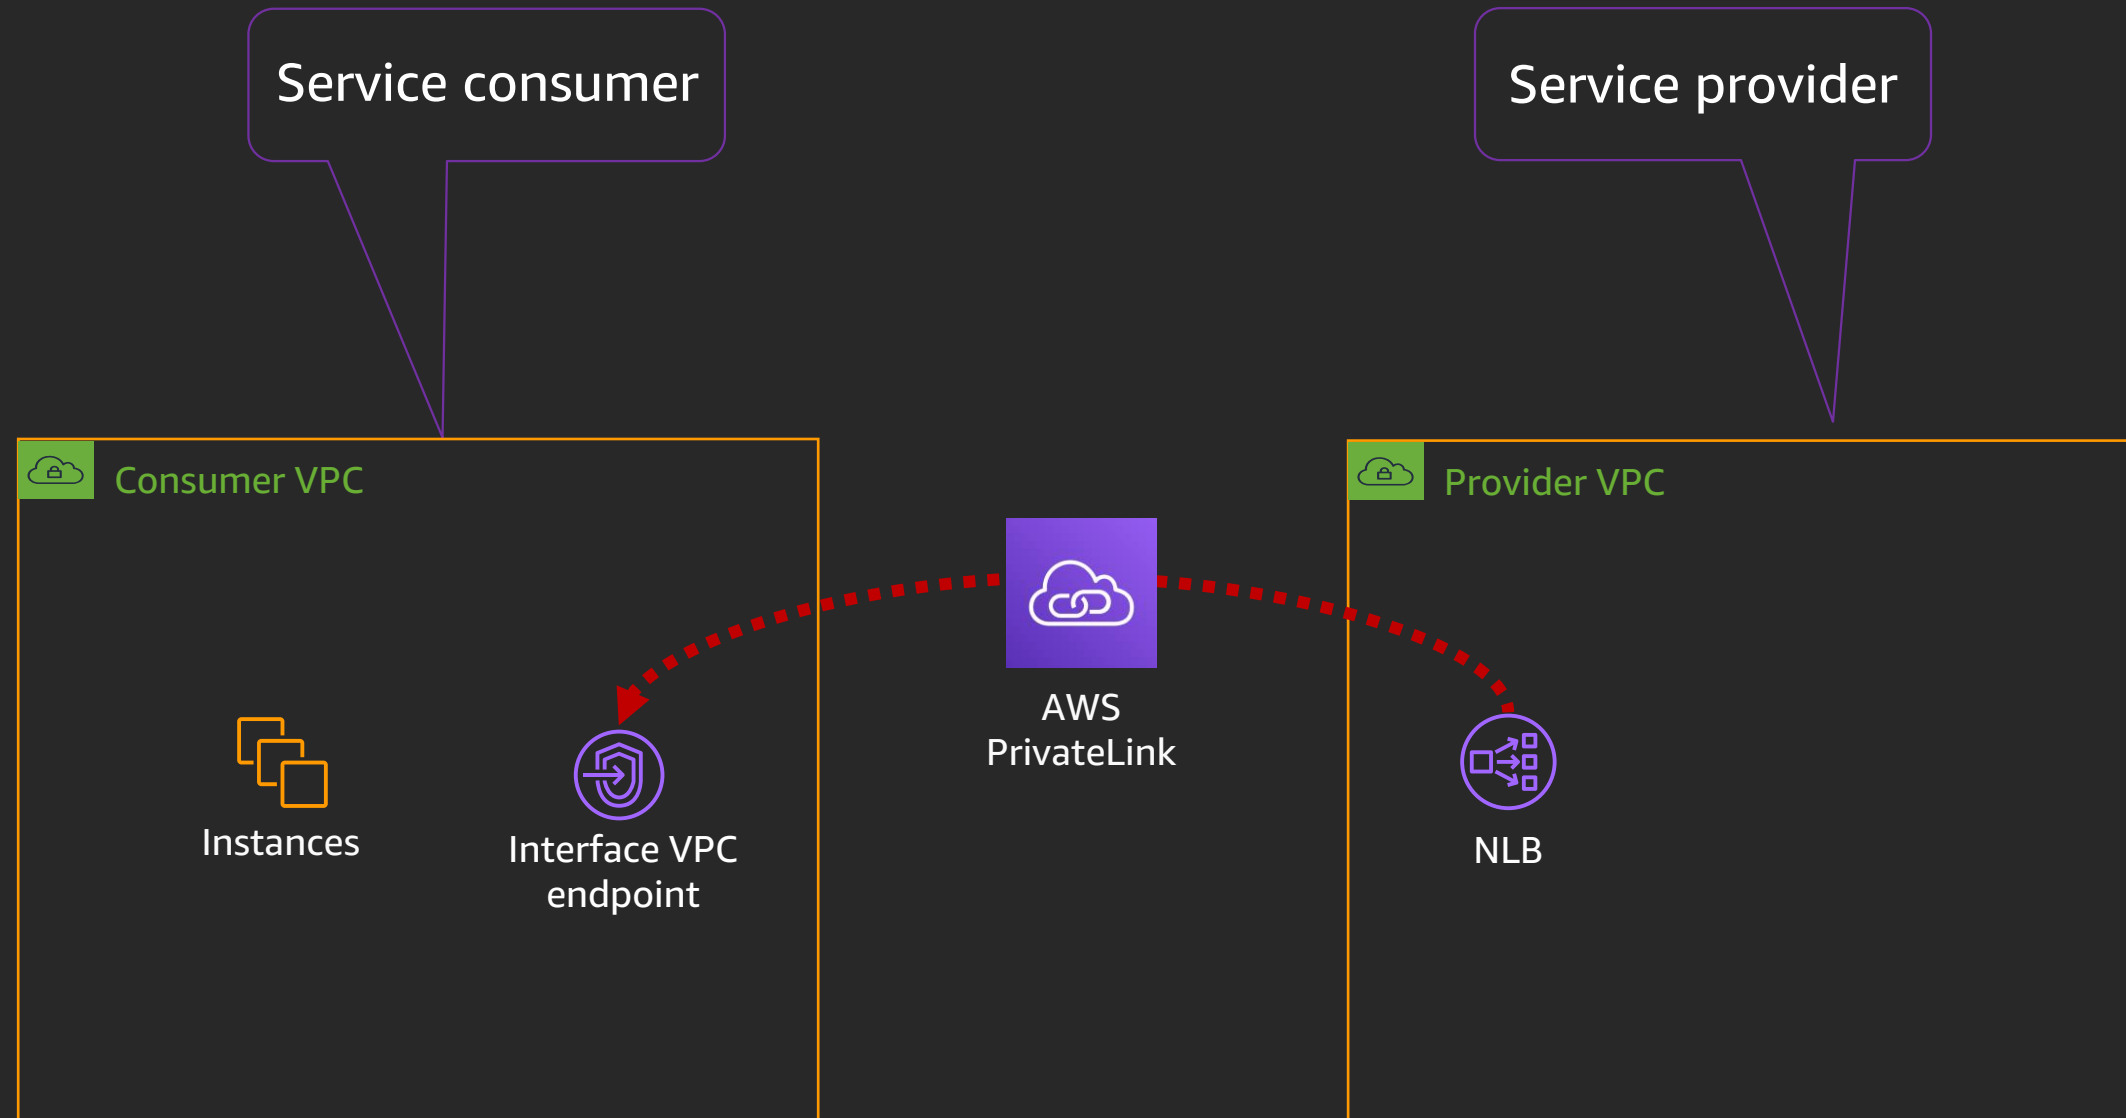 Service consumer
Service provider
Consumer VPC
Provider VPC
AWS
PrivateLink
Instances
Interface VPC
endpoint
NLB